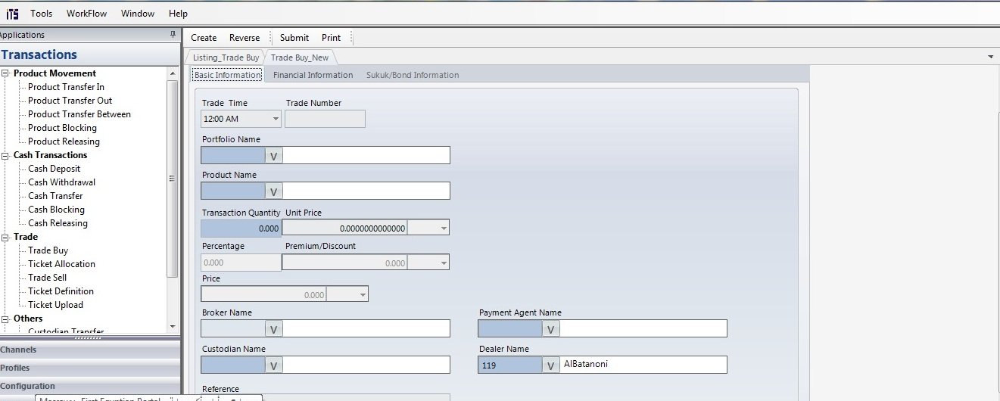 iTS Tools WorkFlow Window Help
Applications
Create Reverse Submit Print
Transactions
Listing_Trade Buy Trade Buy_New
Basic Information Financial Information Sukuk/Bond Information
Product Movement
Product Transfer In
Product Transfer Out
Product Transfer Between
Product Blocking
Product Releasing
Cash Transactions
Cash Deposit
Cash Withdrawal
Cash Transfer
Cash Blocking
Cash Releasing
Trade
Trade Buy
Ticket Allocation
Trade Sell
Ticket Definition
Ticket Upload
Others
Custodian Transfer
Channels
Profiles
Configuration
Masrawy - First Egyptian Portal
Trade Time Trade Number
12:00 AM
Portfolio Name
V
Product Name
V
Transaction Quantity Unit Price
0.000 0.0000000000000
Percentage Premium/Discount
0.000 0.000
Price
0.000
Broker Name Payment Agent Name
V V
Custodian Name Dealer Name
V 119 V AlBatanoni
Reference